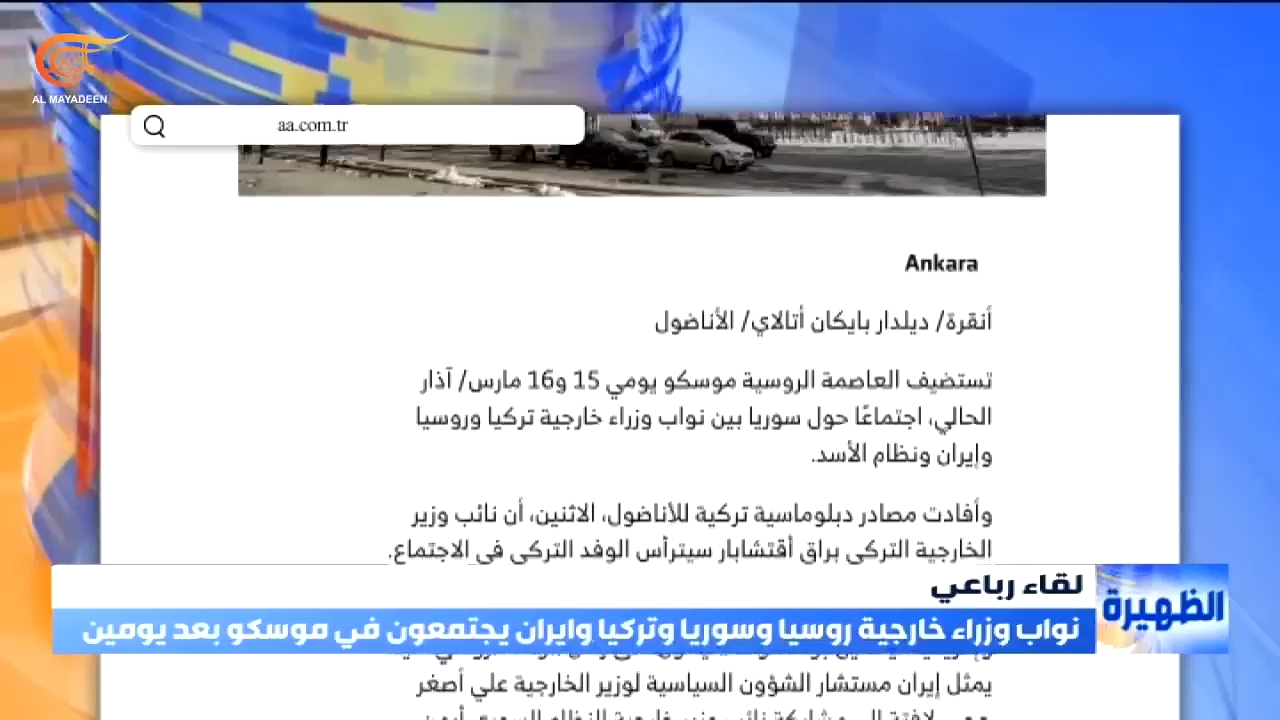 AL MAYADEEN
aa.com.tr
Ankara
أنقرة/ ديلدار بايكان أتالاي/ الأناضول
تستضيف العاصمة الروسية موسكو يومي 15 و16 مارس/ آذار
الحالي، اجتماعًا حول سوريا بين نواب وزراء خارجية تركيا وروسيا
وإيران ونظام الأسد.
وأفادت مصادر دبلوماسية تركية للأناضول، الاثنين، أن نائب وزير
الخارجية التركي براق أقتشابار سيترأس الوفد التركي في الاجتماع.
لقاء رباعي
الظهيرة
نواب وزراء خارجية روسيا وسوريا وتركيا وايران يجتمعون في موسكو بعد يومين
يمثل إيران مستشار الشؤون السياسية لوزير الخارجية علي أصغر